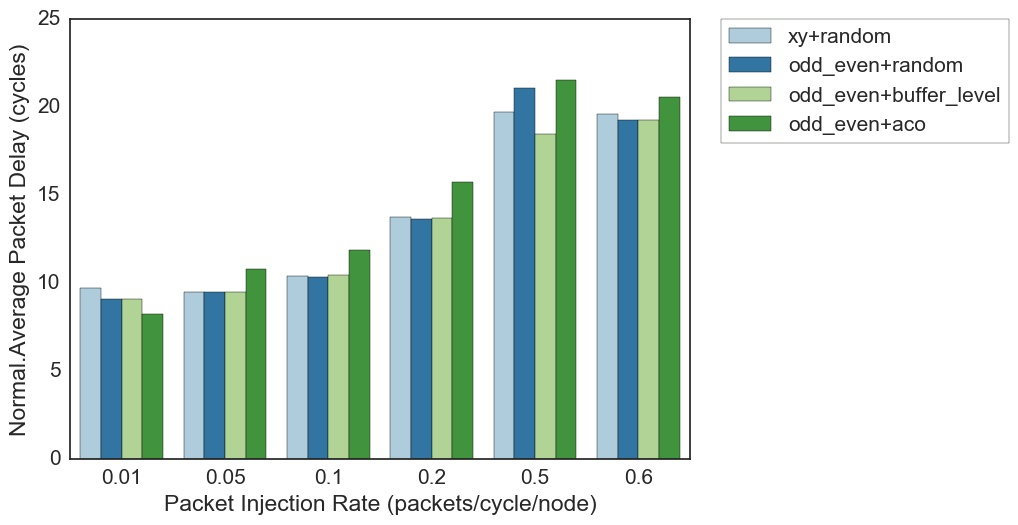 25
20
15
10
5
0
Normal.Average Packet Delay (cycles)
0.01 0.05 0.1 0.2 0.5 0.6
Packet Injection Rate (packets/cycle/node)
xy+random
odd_even+random
odd_even+buffer_level
odd_even+aco